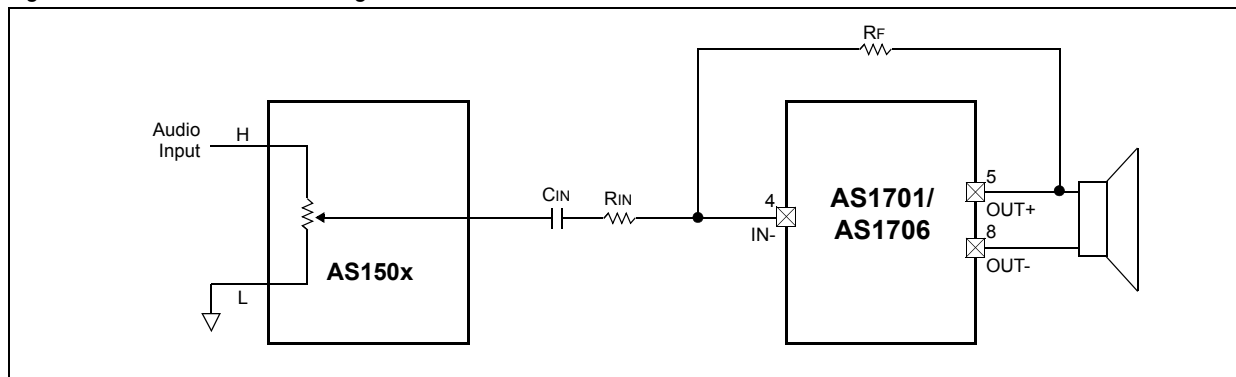 RF
Audio
Input
H
CIN
RIN
4
IN-
AS1701/
AS1706
5
OUT+
8
OUT-
AS150x
L